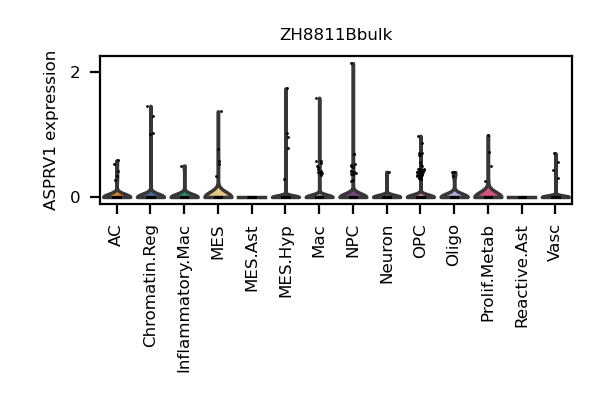 ZH8811Bbulk
ASPRV1 expression
2
0
AC
Chromatin.Reg
Inflammatory.Mac
MES
MES.Ast
MES.Hyp
Mac
NPC
Neuron
OPC
Oligo
Prolif.Metab
Reactive.Ast
Vasc